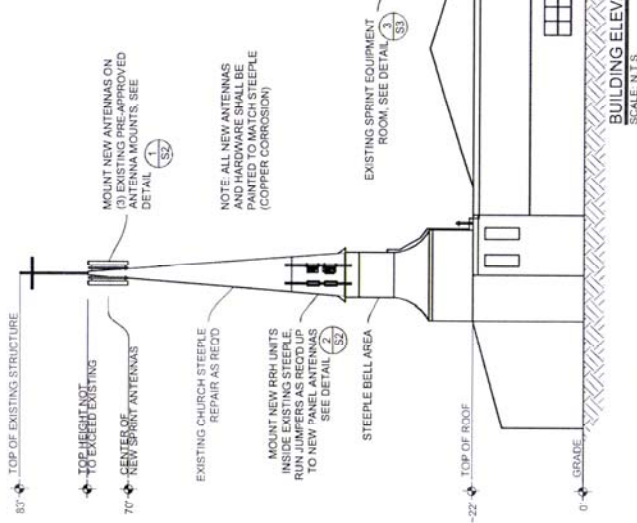 83' TOP OF EXISTING STRUCTURE
TOP HEIGHT NOT
TO EXCEED EXISTING
70' CENTER OF
NEW SPRINT ANTENNAS
MOUNT NEW ANTENNAS ON
(3) EXISTING PRE-APPROVED
ANTENNA MOUNTS, SEE
DETAIL 1
S2
NOTE: ALL NEW ANTENNAS
AND HARDWARE SHALL BE
PAINTED TO MATCH STEEPLE
(COPPER CORROSION)
EXISTING CHURCH STEEPLE
REPAIR AS REQ'D
MOUNT NEW RRH UNITS
INSIDE EXISTING STEEPLE,
RUN JUMPERS AS REQ'D UP
TO NEW PANEL ANTENNAS
SEE DETAIL 2
S2
STEEPLE BELL AREA
EXISTING SPRINT EQUIPMENT
ROOM, SEE DETAIL 3
S3
~22' TOP OF ROOF
0' GRADE
BUILDING ELEV
SCALE: N.T.S.